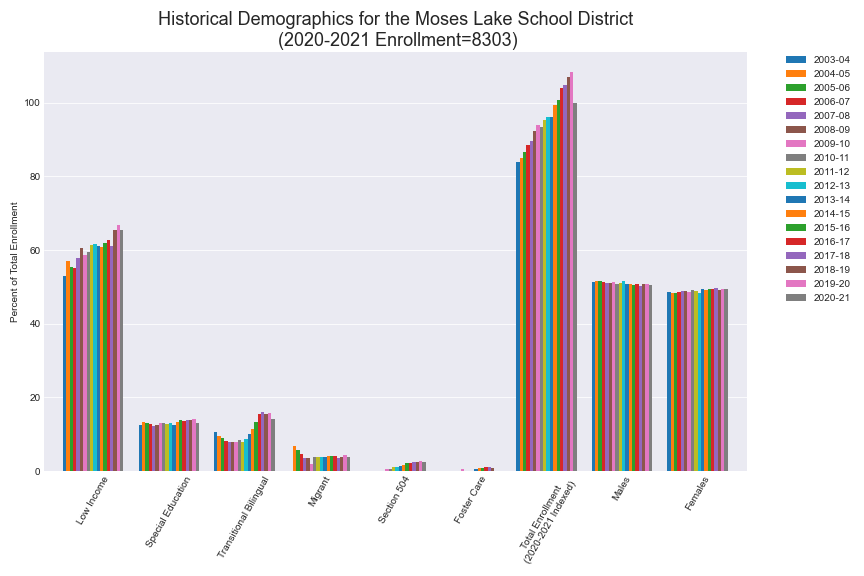 Historical Demographics for the Moses Lake School District
(2020-2021 Enrollment=8303)
Percent of Total Enrollment
100
80
60
40
20
0
Low Income
Special Education
Transitional Bilingual
Migrant
Section 504
Foster Care
Total Enrollment
(2020-2021 Indexed)
Males
Females
2003-04
2004-05
2005-06
2006-07
2007-08
2008-09
2009-10
2010-11
2011-12
2012-13
2013-14
2014-15
2015-16
2016-17
2017-18
2018-19
2019-20
2020-21